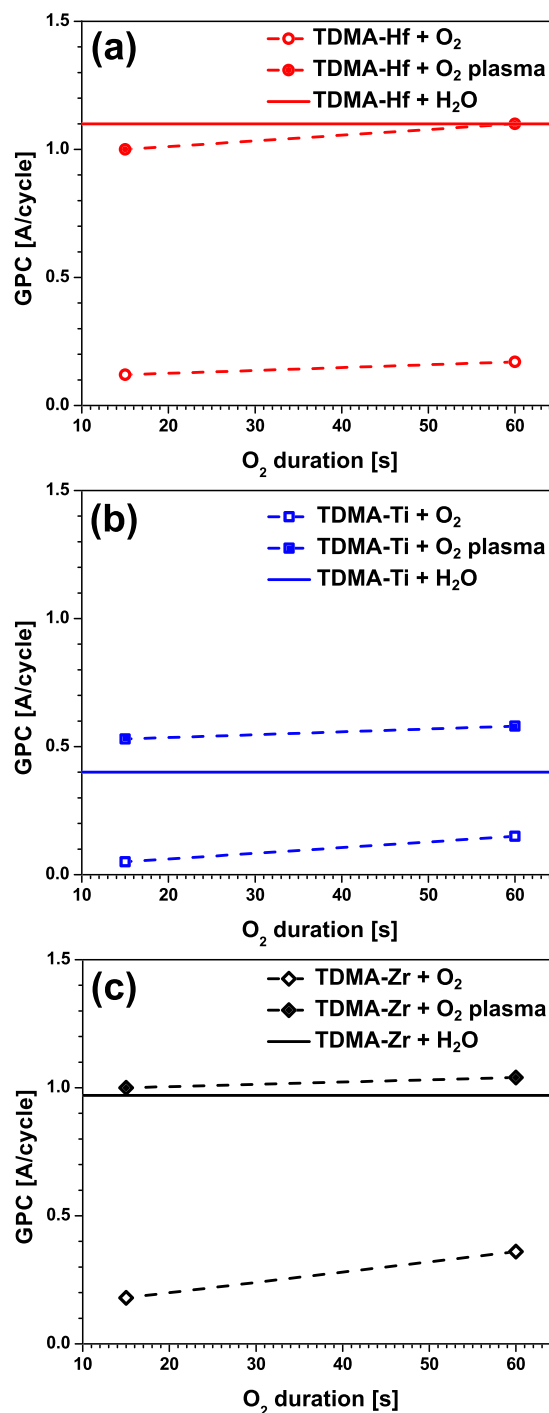 (a)
TDMA-Hf + O₂
TDMA-Hf + O₂ plasma
TDMA-Hf + H₂O
1.5
1.0
0.5
0.0
GPC [A/cycle]
10 20 30 40 50 60
O₂ duration [s]
(b)
TDMA-Ti + O₂
TDMA-Ti + O₂ plasma
TDMA-Ti + H₂O
1.5
1.0
0.5
0.0
GPC [A/cycle]
10 20 30 40 50 60
O₂ duration [s]
(c)
TDMA-Zr + O₂
TDMA-Zr + O₂ plasma
TDMA-Zr + H₂O
1.5
1.0
0.5
0.0
GPC [A/cycle]
10 20 30 40 50 60
O₂ duration [s]